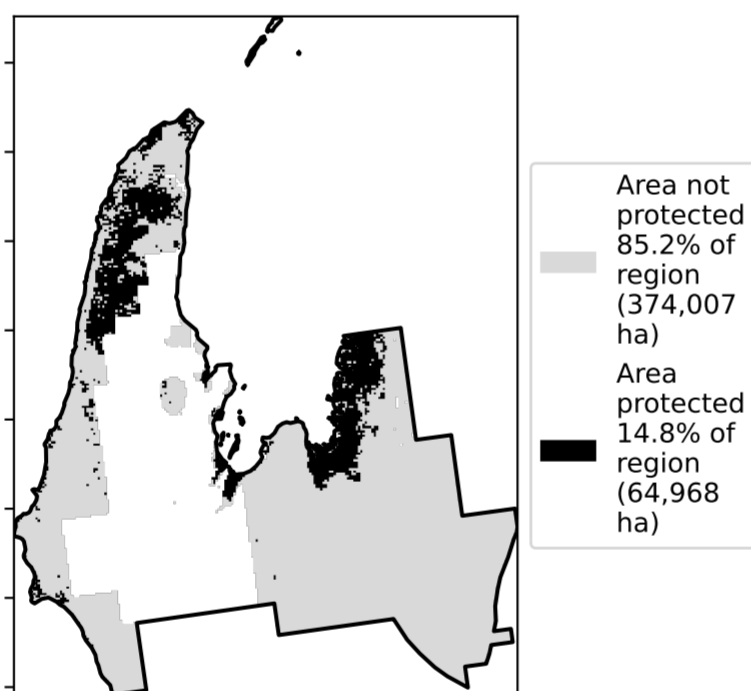 Area not
protected
85.2% of
region
(374,007
ha)
Area
protected
14.8% of
region
(64,968
ha)